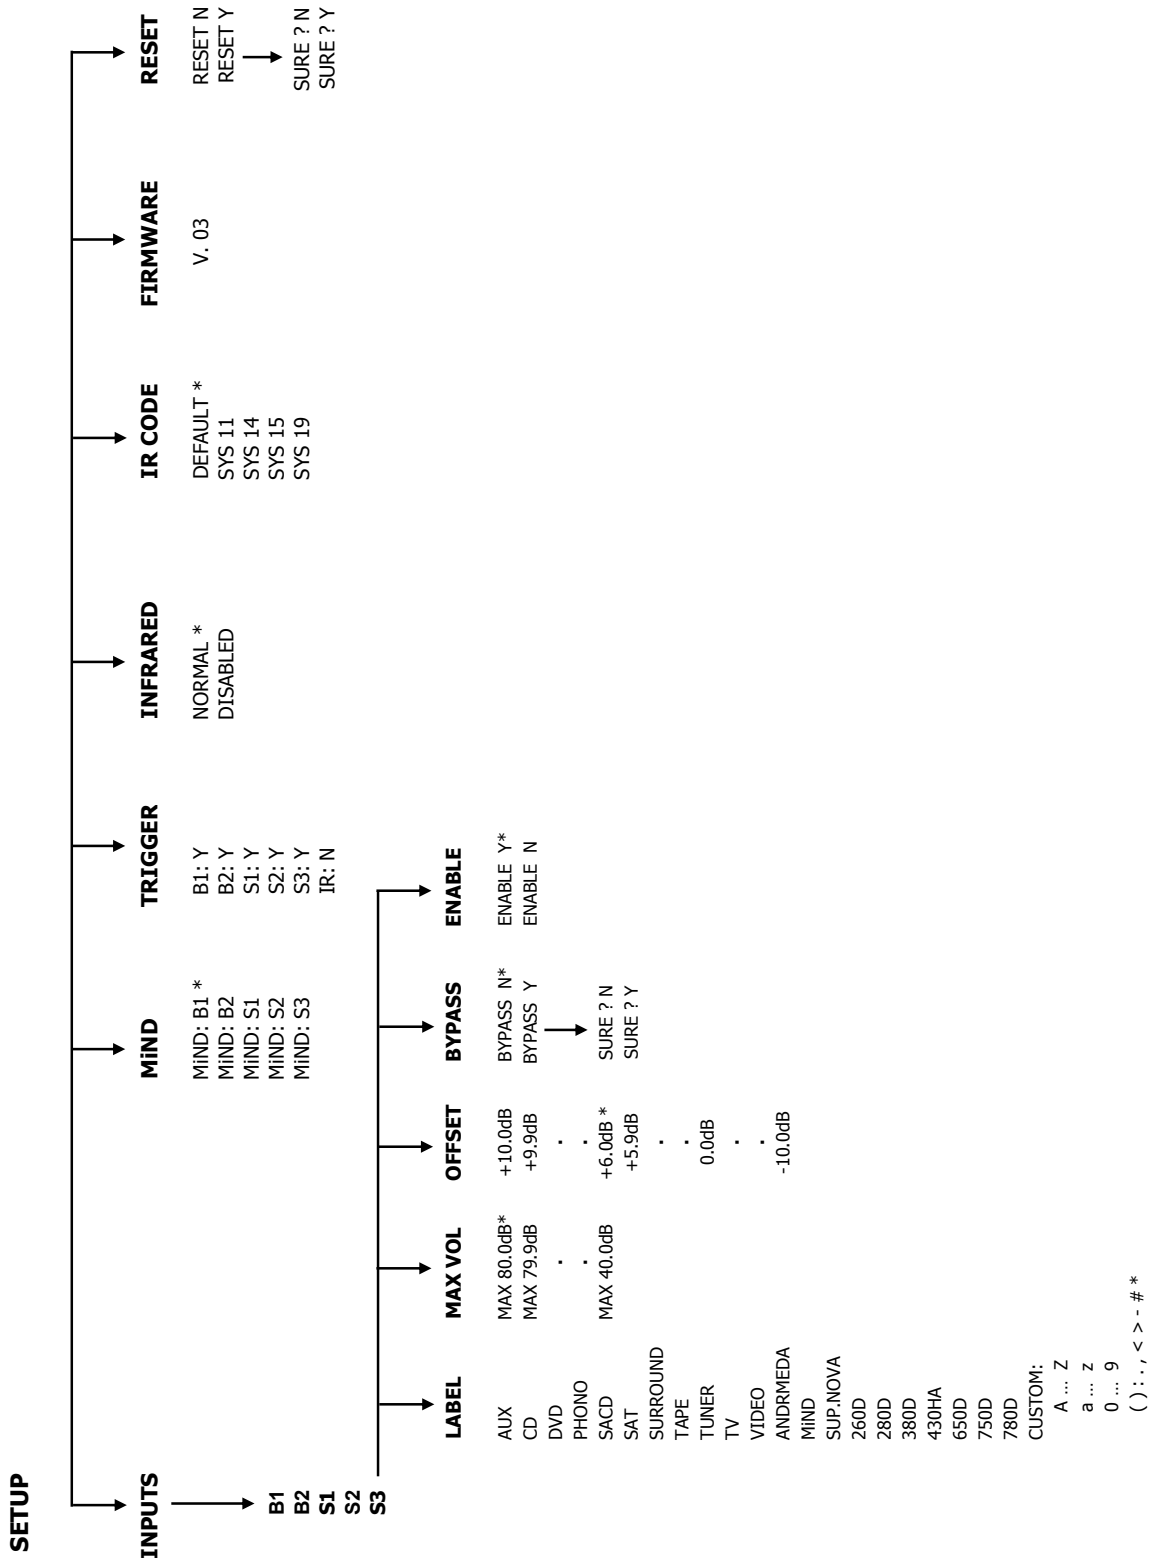 SETUP
INPUTS
B1
B2
S1
S2
S3
LABEL
AUX
CD
DVD
PHONO
SACD
SAT
SURROUND
TAPE
TUNER
TV
VIDEO
ANDRMEDA
MiND
SUP.NOVA
260D
280D
380D
430HA
650D
750D
780D
CUSTOM:
A ... Z
a ... z
0 ... 9
( ) : . , < > - # *
MAX VOL
MAX 80.0dB*
MAX 79.9dB
.
.
MAX 40.0dB
OFFSET
+10.0dB
+9.9dB
.
.
+6.0dB *
+5.9dB
.
.
0.0dB
.
.
-10.0dB
BYPASS
BYPASS N*
BYPASS Y
SURE ? N
SURE ? Y
ENABLE
ENABLE Y*
ENABLE N
MiND
MiND: B1 *
MiND: B2
MiND: S1
MiND: S2
MiND: S3
TRIGGER
B1: Y
B2: Y
S1: Y
S2: Y
S3: Y
IR: N
INFRARED
NORMAL *
DISABLED
IR CODE
DEFAULT *
SYS 11
SYS 14
SYS 15
SYS 19
FIRMWARE
V. 03
RESET
RESET N
RESET Y
SURE ? N
SURE ? Y